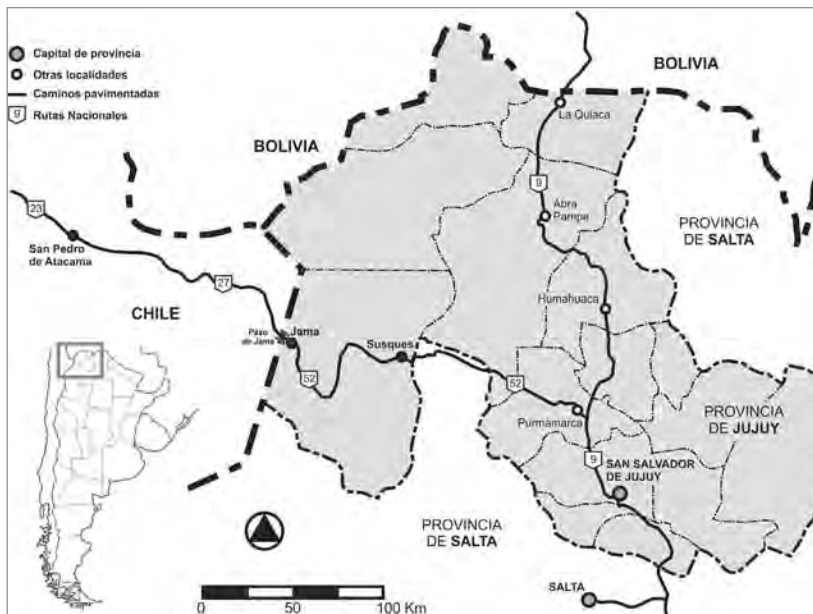 Capital de provincia
Otras localidades
Caminos pavimentadas
9
Rutas Nacionales
BOLIVIA
BOLIVIA
La Quiaca
9
Abra
Pampa
PROVINCIA
DE SALTA
23
San Pedro
de Atacama
27
CHILE
Humahuaca
Paso
de Jama
Jama
Susques
52
52
Purmamarca
PROVINCIA
DE JUJUY
9
SAN SALVADOR
DE JUJUY
PROVINCIA
DE SALTA
SALTA
0
50
100 Km